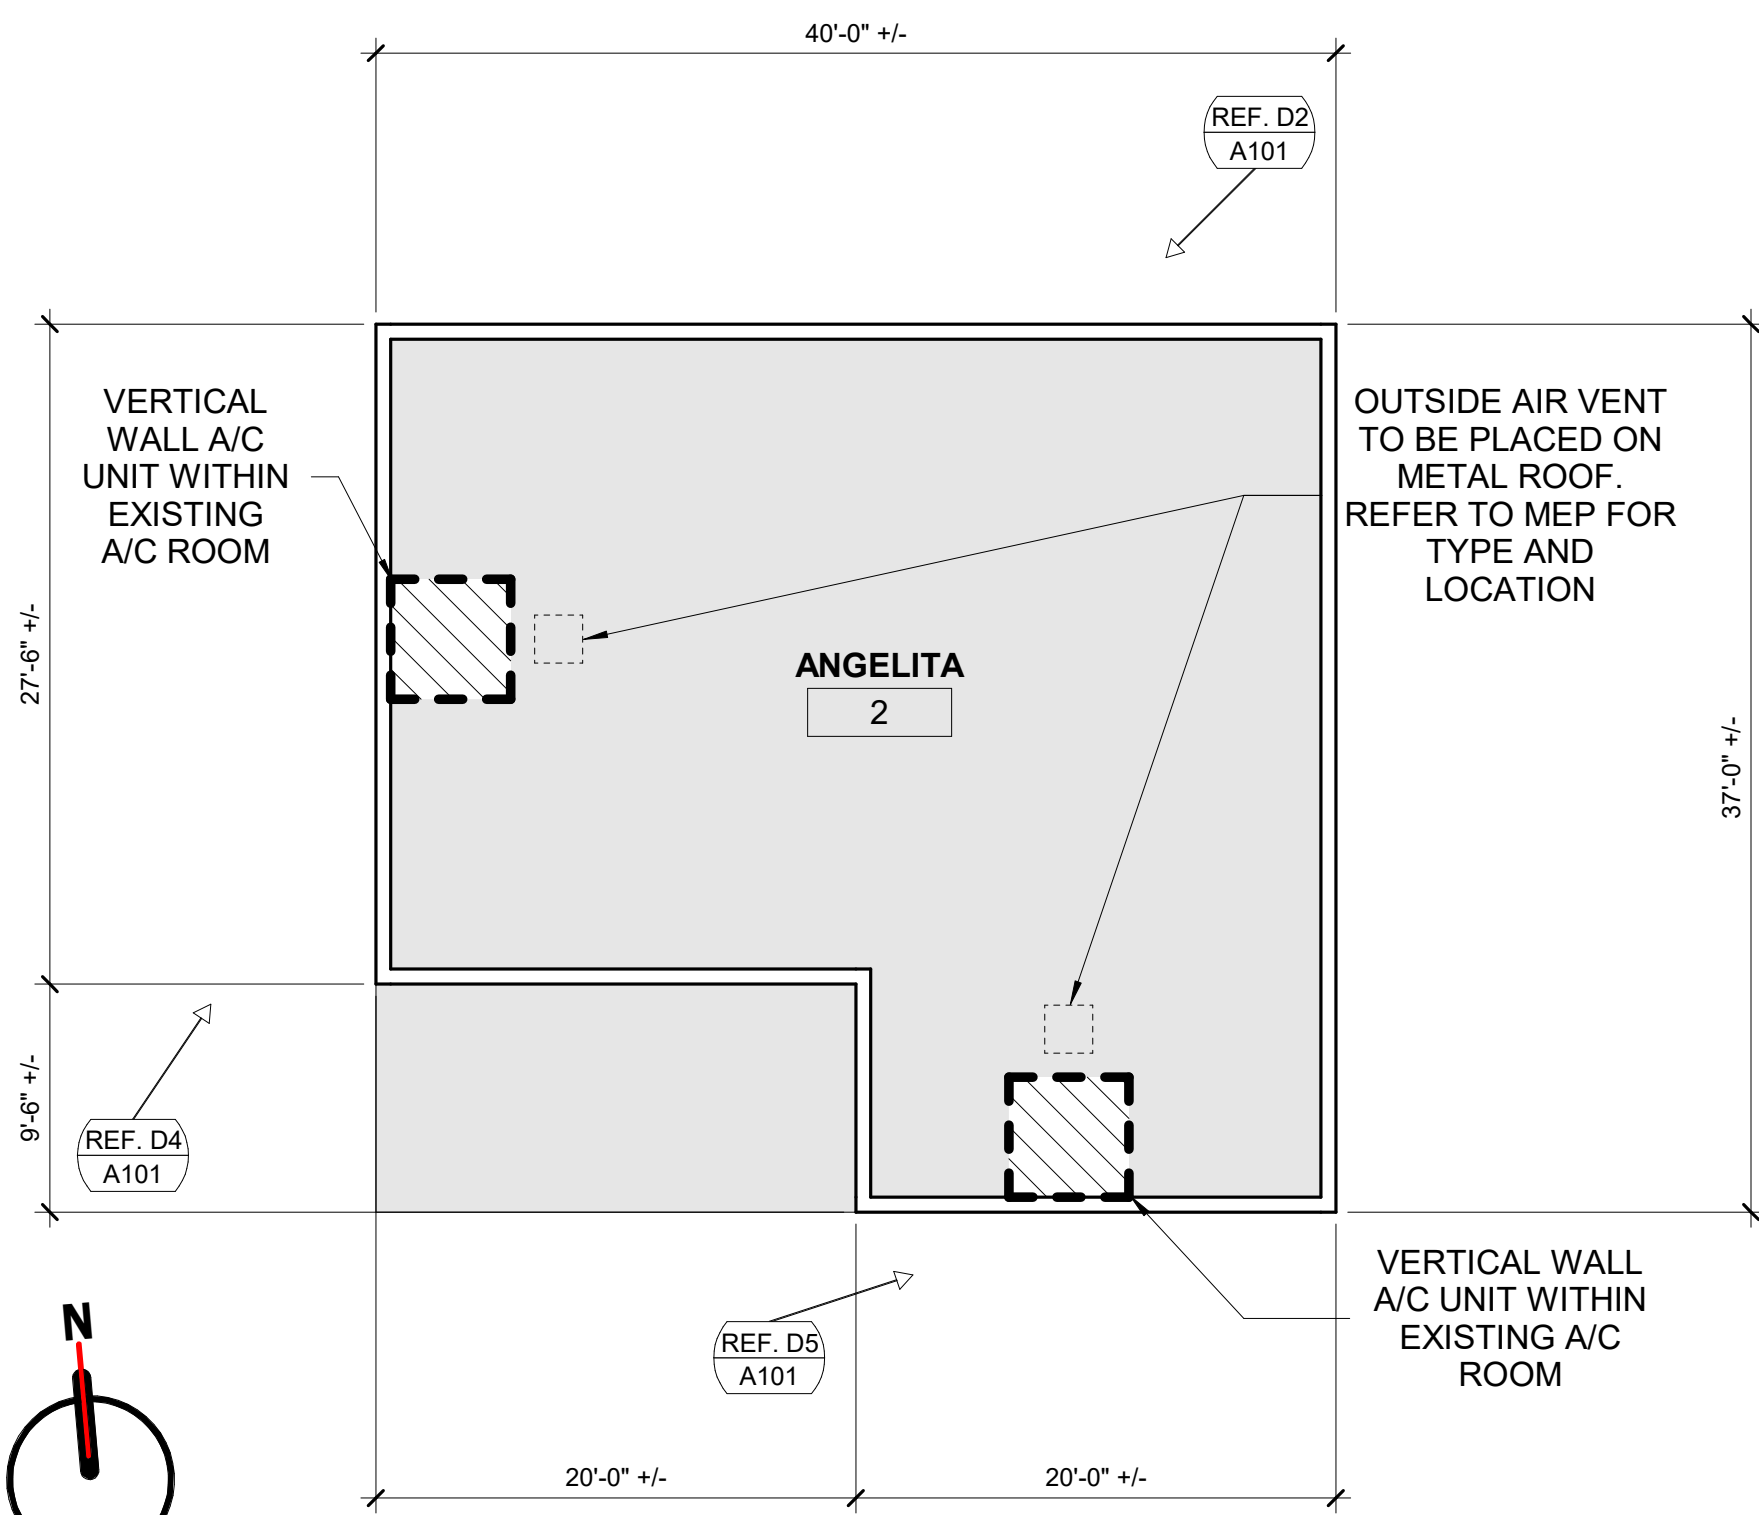 40'-0" +/-
REF. D2
A101
VERTICAL
WALL A/C
UNIT WITHIN
EXISTING
A/C ROOM
OUTSIDE AIR VENT
TO BE PLACED ON
METAL ROOF.
REFER TO MEP FOR
TYPE AND
LOCATION
27'-6" +/-
ANGELITA
2
37'-0" +/-
9'-6" +/-
REF. D4
A101
VERTICAL WALL
A/C UNIT WITHIN
EXISTING A/C
ROOM
N
REF. D5
A101
20'-0" +/-
20'-0" +/-